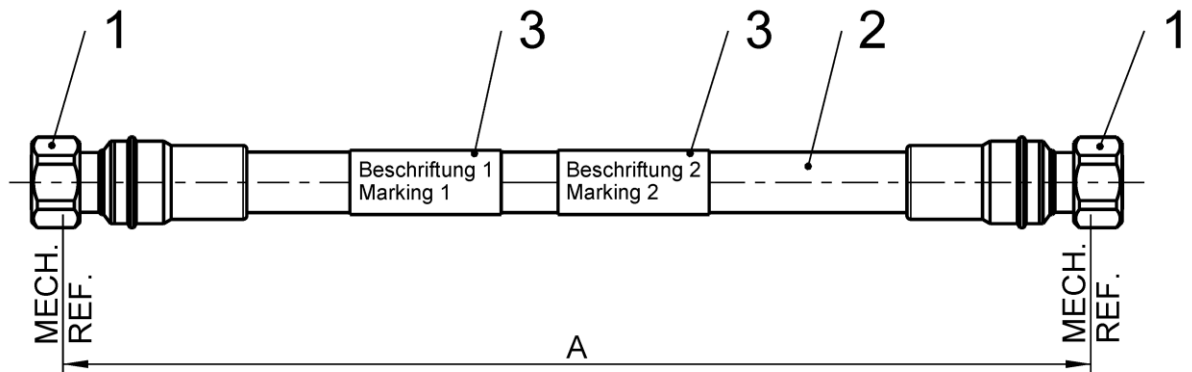 1 3 3 2 1
Beschriftung 1
Marking 1
Beschriftung 2
Marking 2
MECH.
REF.
MECH.
REF.
A